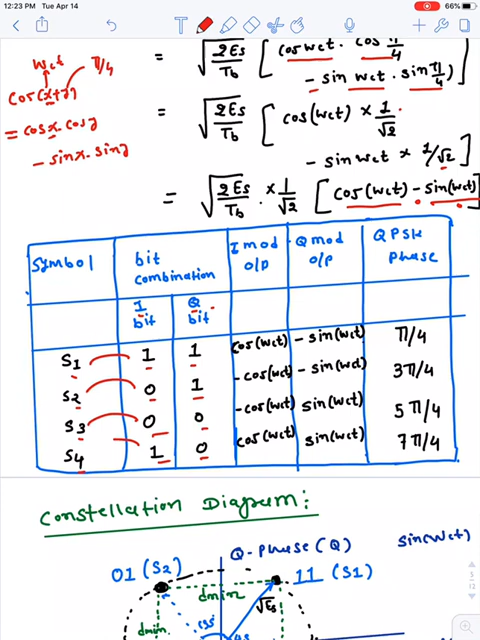 12:23 PM Tue Apr 14
66%
= √2Es/Tb [ cosωct · cos π/4
- sin ωct · sin π/4 )
ωct π/4
cos(x+y)
= cosx·cosy
- sinx·siny
= √2Es/Tb [ cos(ωct) × 1/√2
- sin ωct × 1/√2 ]
= √2Es/Tb · × 1/√2 [ cos(ωct) - sin(ωct) ]
Symbol bit combination I mod o/p Q mod o/p QPSK Phase
I bit Q bit
S1 1 1 cos(ωct) - sin(ωct) π/4
S2 0 1 -cos(ωct) - sin(ωct) 3π/4
S3 0 0 -cos(ωct) sin(ωct) 5π/4
S4 1 0 cos(ωct) sin(ωct) 7π/4
Constellation Diagram:
Q-phase(Q) sin(ωct)
01 (S2) 11 (S1)
dmin
√Es
dmin
135°
5
12